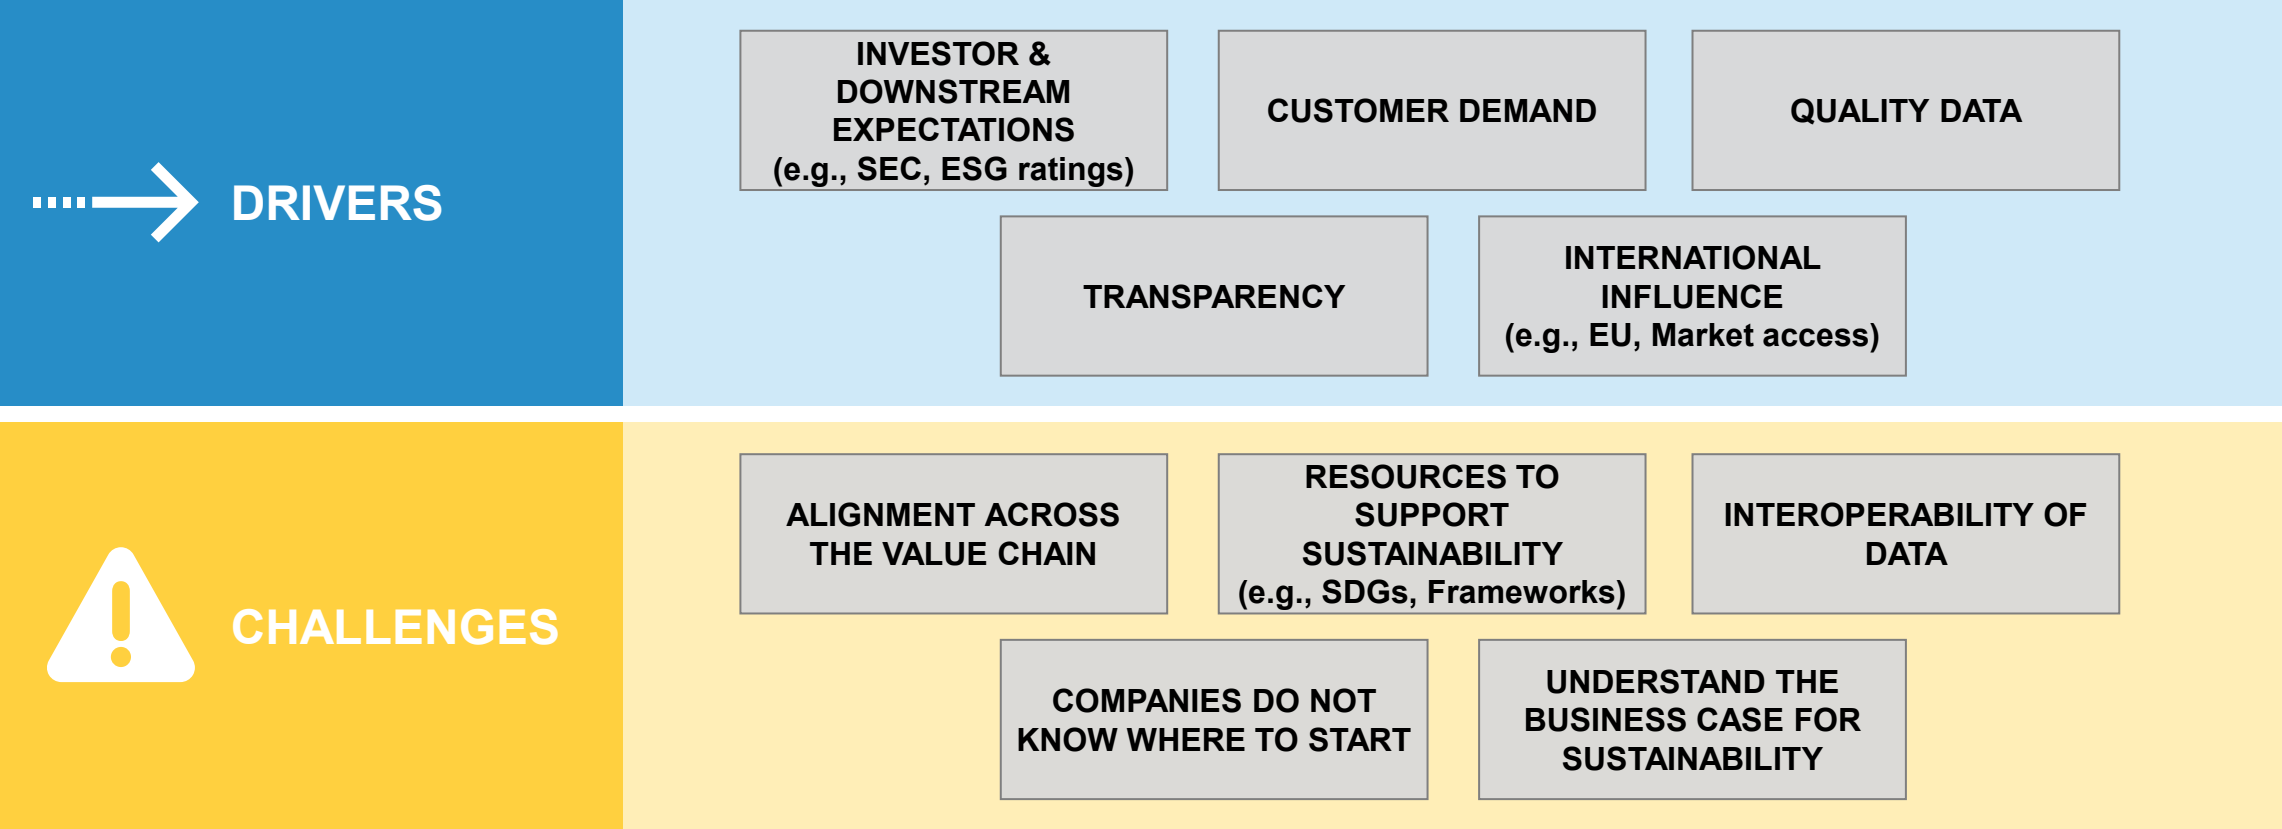 DRIVERS
INVESTOR &
DOWNSTREAM
EXPECTATIONS
(e.g., SEC, ESG ratings)
CUSTOMER DEMAND
QUALITY DATA
TRANSPARENCY
INTERNATIONAL
INFLUENCE
(e.g., EU, Market access)
CHALLENGES
ALIGNMENT ACROSS
THE VALUE CHAIN
RESOURCES TO
SUPPORT
SUSTAINABILITY
(e.g., SDGs, Frameworks)
INTEROPERABILITY OF
DATA
COMPANIES DO NOT
KNOW WHERE TO START
UNDERSTAND THE
BUSINESS CASE FOR
SUSTAINABILITY